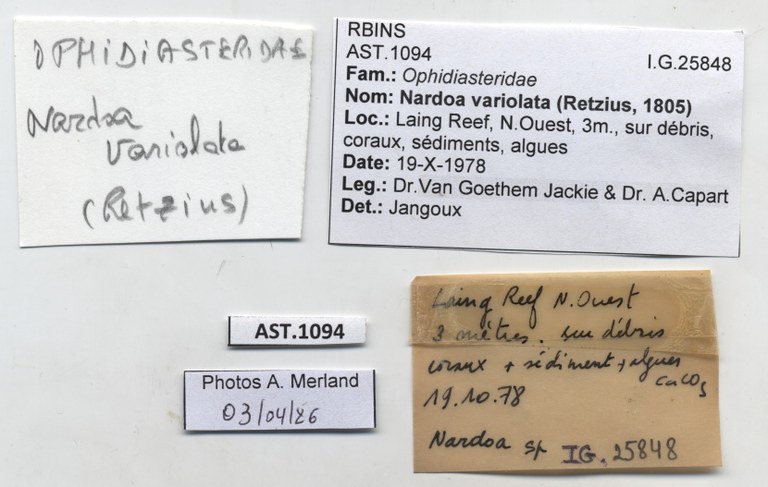 OPHIDIASTERIDAE
Nardoa
variolata
(Retzius)
RBINS
AST.1094
I.G.25848
Fam.: Ophidiasteridae
Nom: Nardoa variolata (Retzius, 1805)
Loc.: Laing Reef, N.Ouest, 3m., sur débris,
coraux, sédiments, algues
Date: 19-X-1978
Leg.: Dr.Van Goethem Jackie & Dr. A.Capart
Det.: Jangoux
AST.1094
Photos A. Merland
03/04/26
Laing Reef N.Ouest
3 mètres. sur débris
coraux + sédiment + algues
CaCO3
19.10.78
Nardoa sp IG. 25848